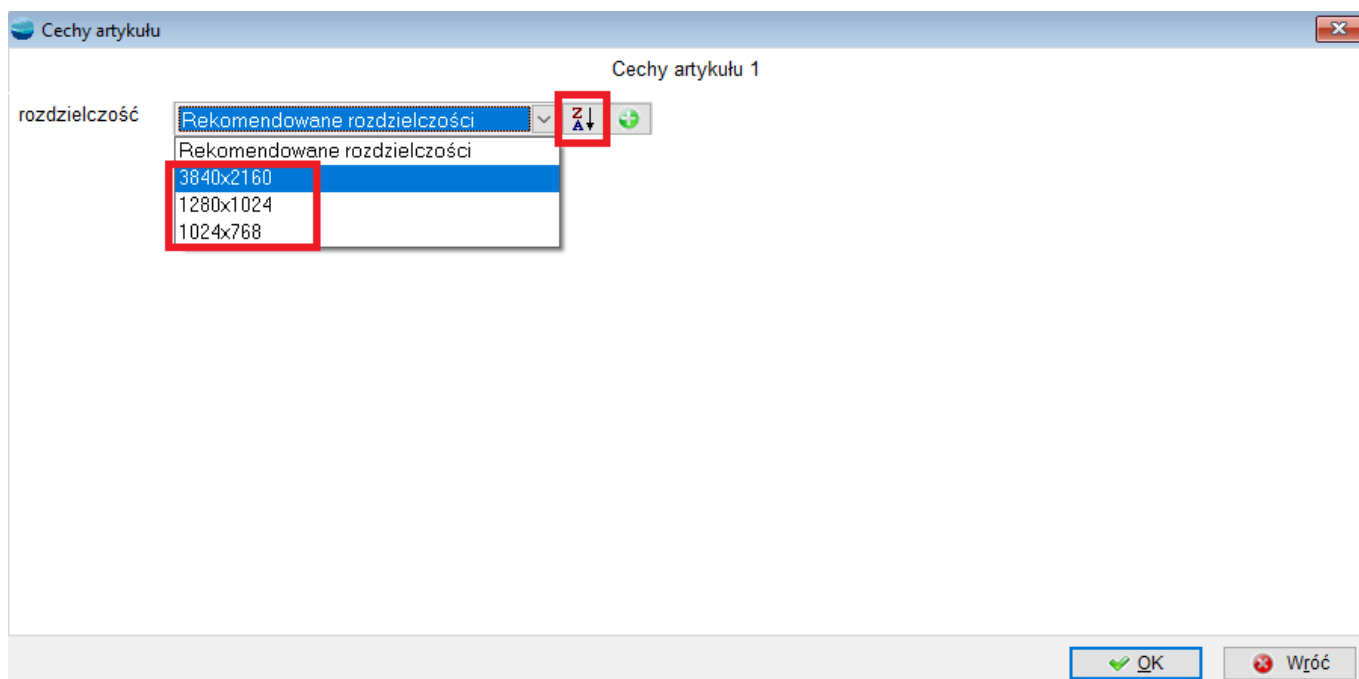 Cechy artykułu
Cechy artykułu 1
rozdzielczość
Rekomendowane rozdzielczości
Z
A
Rekomendowane rozdzielczości
3840x2160
1280x1024
1024x768
OK
Wróć